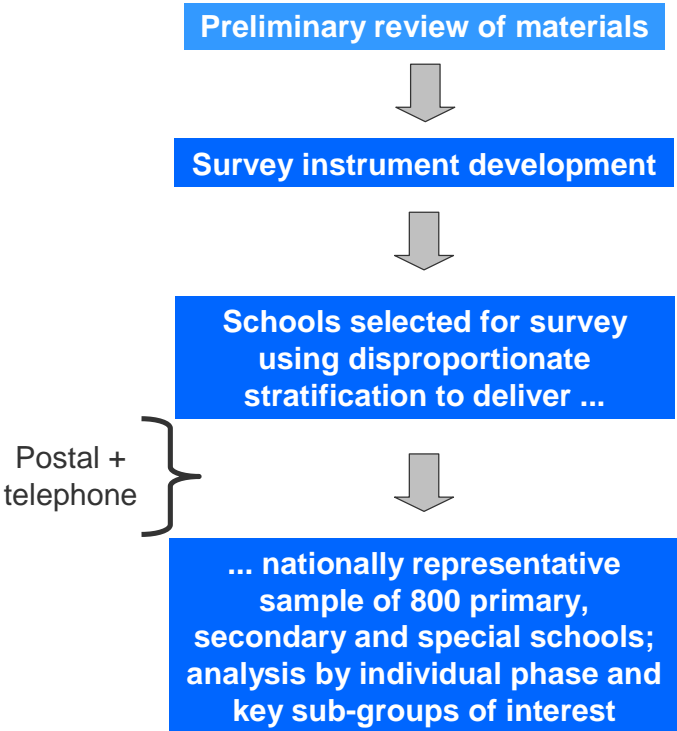 Preliminary review of materials
Survey instrument development
Schools selected for survey
using disproportionate
stratification to deliver ...
Postal +
telephone
... nationally representative
sample of 800 primary,
secondary and special schools;
analysis by individual phase and
key sub-groups of interest